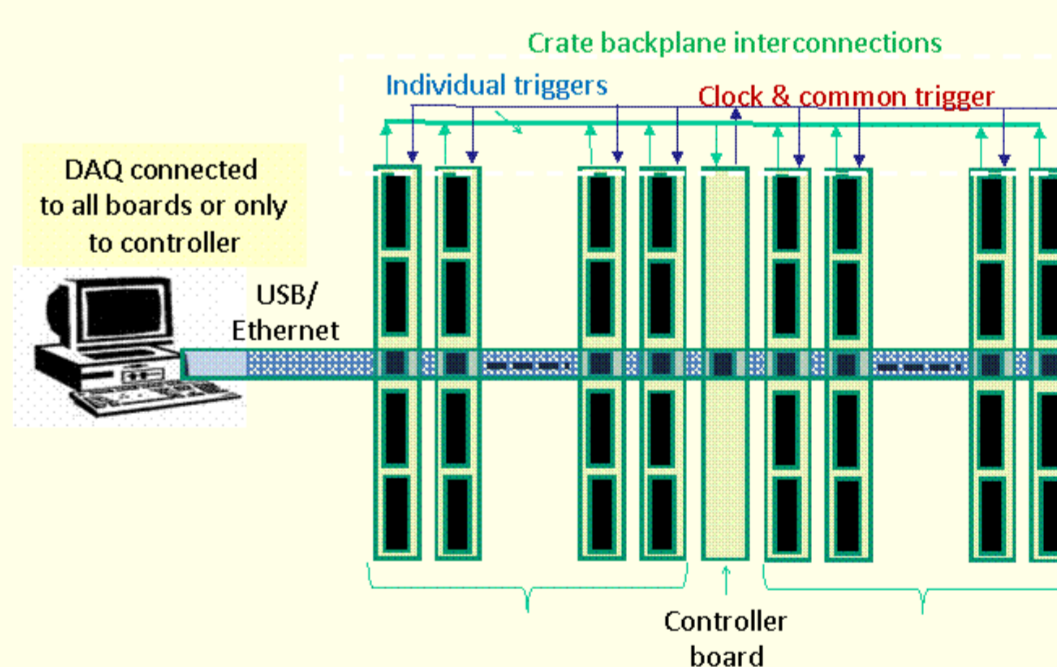 Crate backplane interconnections
Individual triggers
Clock & common trigger
DAQ connected
to all boards or only
to controller
USB/
Ethernet
Controller
board